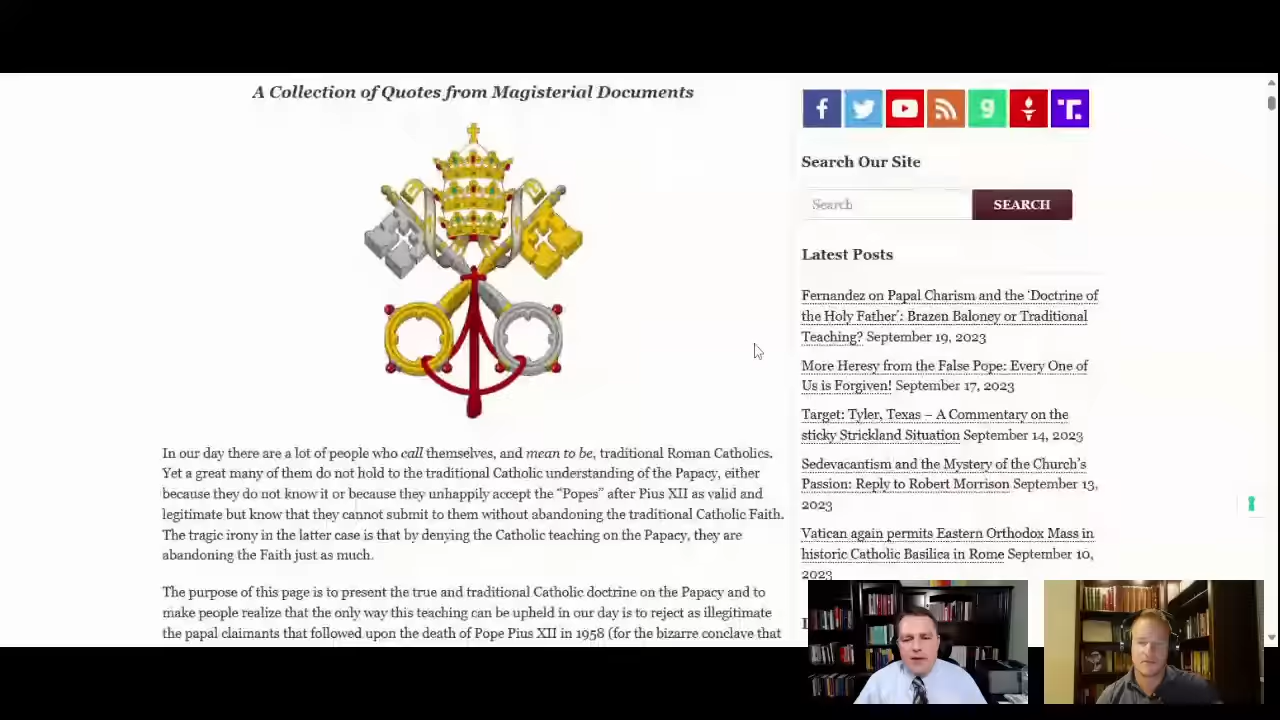 A Collection of Quotes from Magisterial Documents
In our day there are a lot of people who call themselves, and mean to be, traditional Roman Catholics.
Yet a great many of them do not hold to the traditional Catholic understanding of the Papacy, either
because they do not know it or because they unhappily accept the “Popes” after Pius XII as valid and
legitimate but know that they cannot submit to them without abandoning the traditional Catholic Faith.
The tragic irony in the latter case is that by denying the Catholic teaching on the Papacy, they are
abandoning the Faith just as much.
The purpose of this page is to present the true and traditional Catholic doctrine on the Papacy and to
make people realize that the only way this teaching can be upheld in our day is to reject as illegitimate
the papal claimants that followed upon the death of Pope Pius XII in 1958 (for the bizarre conclave that
Search Our Site
Search
SEARCH
Latest Posts
Fernandez on Papal Charism and the ‘Doctrine of
the Holy Father’: Brazen Baloney or Traditional
Teaching? September 19, 2023
More Heresy from the False Pope: Every One of
Us is Forgiven! September 17, 2023
Target: Tyler, Texas – A Commentary on the
sticky Strickland Situation September 14, 2023
Sedevacantism and the Mystery of the Church’s
Passion: Reply to Robert Morrison September 13,
2023
Vatican again permits Eastern Orthodox Mass in
historic Catholic Basilica in Rome September 10,
2023